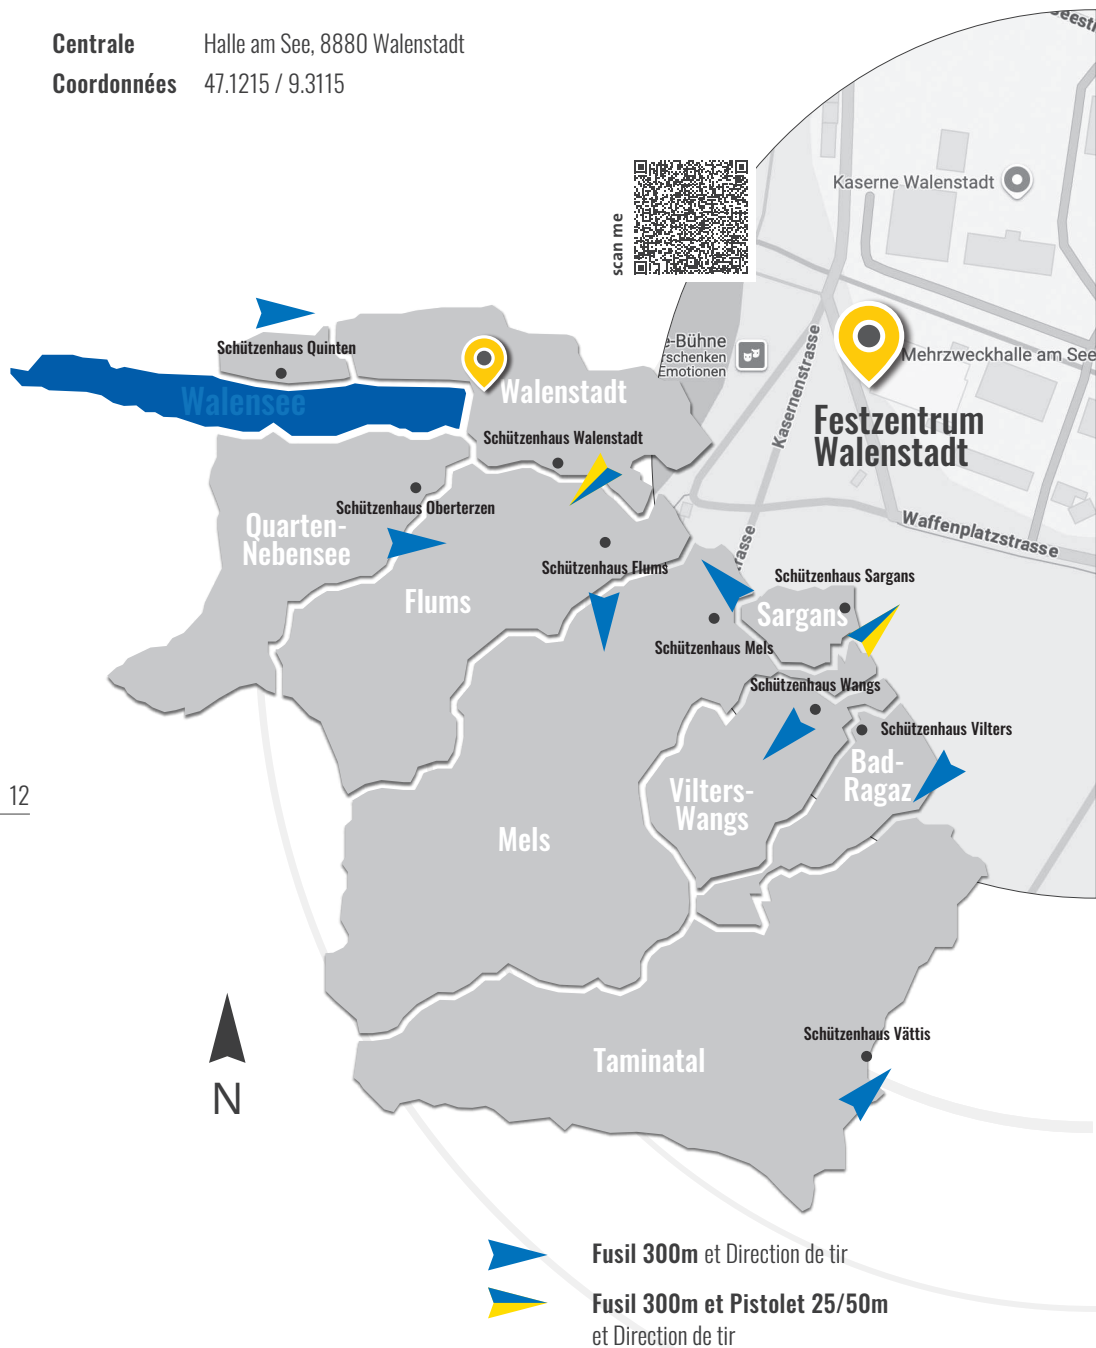 Centrale Halle am See, 8880 Walenstadt
Coordonnées 47.1215 / 9.3115
scan me
Kaserne Walenstadt
e-Bühne
rschenken
Emotionen
Kasernenstrasse
Mehrzweckhalle am See
Festzentrum
Walenstadt
Waffenplatzstrasse
rasse
Schützenhaus Quinten
Walensee
Walenstadt
Schützenhaus Walenstadt
Schützenhaus Oberterzen
Quarten-
Nebensee
Schützenhaus Flums
Flums
Schützenhaus Sargans
Sargans
Schützenhaus Mels
Schützenhaus Wangs
Schützenhaus Vilters
Bad-
Ragaz
Vilters-
Wangs
12
Mels
Schützenhaus Vättis
Taminatal
N
Fusil 300m et Direction de tir
Fusil 300m et Pistolet 25/50m
et Direction de tir